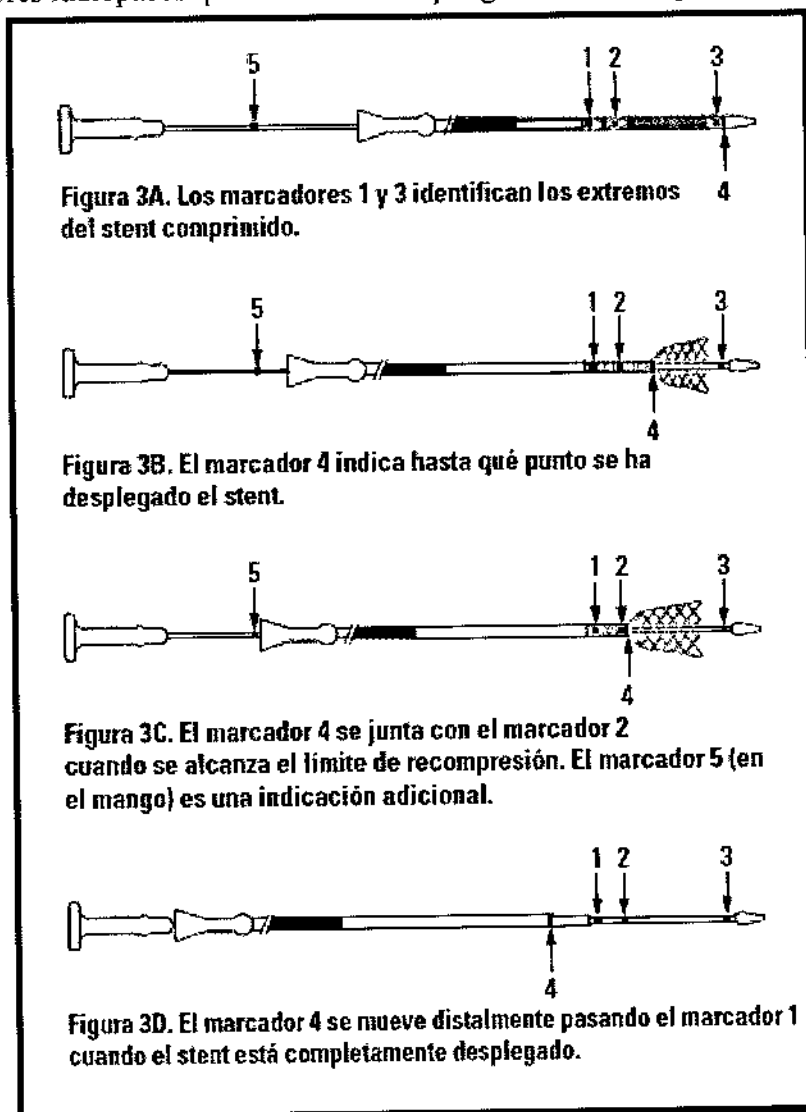 5 1 2 3
4
Figura 3A. Los marcadores 1 y 3 identifican los extremos
del stent comprimido.
5 1 2 3
4
Figura 3B. El marcador 4 indica hasta qué punto se ha
desplegado el stent.
5 1 2 3
4
Figura 3C. El marcador 4 se junta con el marcador 2
cuando se alcanza el límite de recompresión. El marcador 5 (en
el mango) es una indicación adicional.
1 2 3
4
Figura 3D. El marcador 4 se mueve distalmente pasando el marcador 1
cuando el stent está completamente desplegado.